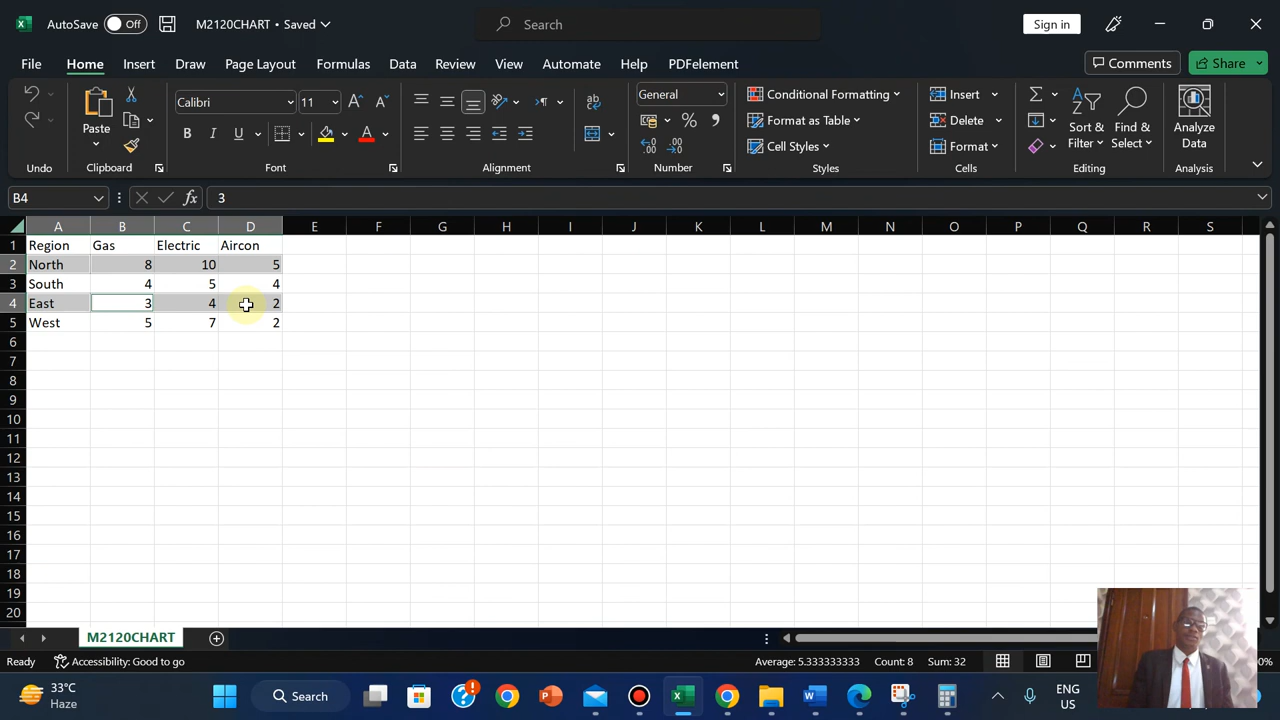 AutoSave Off M2120CHART • Saved Search Sign in
File Home Insert Draw Page Layout Formulas Data Review View Automate Help PDFelement Comments Share
Calibri 11 General Conditional Formatting Insert
Paste B I U Format as Table Delete Sort & Filter Find & Select Analyze Data
Cell Styles Format
Undo Clipboard Font Alignment Number Styles Cells Editing Analysis
B4 fx 3
A B C D E F G H I J K L M N O P Q R S
1 Region Gas Electric Aircon
2 North 8 10 5
3 South 4 5 4
4 East 3 4 2
5 West 5 7 2
6
7
8
9
10
11
12
13
14
15
16
17
18
19
20
M2120CHART
Ready Accessibility: Good to go Average: 5.333333333 Count: 8 Sum: 32 0%
33°C Search ENG
Haze US